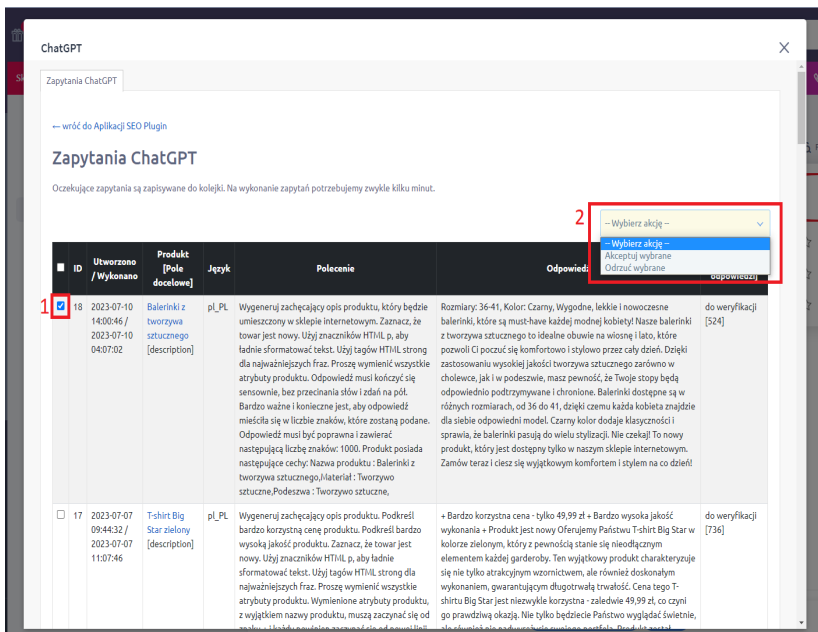 ChatGPT
Zapytania ChatGPT
← wróć do Aplikacji SEO Plugin
Zapytania ChatGPT
Oczekujące zapytania są zapisywane do kolejki. Na wykonanie zapytań potrzebujemy zwykle kilku minut.
2
-- Wybierz akcję --
-- Wybierz akcję --
Akceptuj wybrane
Odrzuć wybrane
ID
Utworzono
/ Wykonano
Produkt
[Pole
docelowe]
Język
Polecenie
Odpowiedź
odpowiedzi]
1
18
2023-07-10
14:00:46 /
2023-07-10
04:07:02
Balerinki z
tworzywa
sztucznego
[description]
pl_PL
Wygeneruj zachęcający opis produktu, który będzie
umieszczony w sklepie internetowym. Zaznacz, że
towar jest nowy. Użyj znaczników HTML p, aby
ładnie sformatować tekst. Użyj tagów HTML strong
dla najważniejszych fraz. Proszę wymienić wszystkie
atrybuty produktu. Odpowiedź musi kończyć się
sensownie, bez przecinania słów i zdań na pół.
Bardzo ważne i konieczne jest, aby odpowiedź
mieściła się w liczbie znaków, które zostaną podane.
Odpowiedź musi być poprawna i zawierać
następującą liczbę znaków: 1000. Produkt posiada
następujące cechy: Nazwa produktu : Balerinki z
tworzywa sztucznego,Materiał : Tworzywo
sztuczne,Podeszwa : Tworzywo sztuczne,
Rozmiary: 36-41, Kolor: Czarny, Wygodne, lekkie i nowoczesne
balerinki, które są must-have każdej modnej kobiety! Nasze balerinki
z tworzywa sztucznego to idealne obuwie na wiosnę i lato, które
pozwoli Ci poczuć się komfortowo i stylowo przez cały dzień. Dzięki
zastosowaniu wysokiej jakości tworzywa sztucznego zarówno w
cholewce, jak i w podeszwie, masz pewność, że Twoje stopy będą
odpowiednio podtrzymywane i chronione. Balerinki dostępne są w
różnych rozmiarach, od 36 do 41, dzięki czemu każda kobieta znajdzie
dla siebie odpowiedni model. Czarny kolor dodaje klasyczności i
sprawia, że balerinki pasują do wielu stylizacji. Nie czekaj! To nowy
produkt, który jest dostępny tylko w naszym sklepie internetowym.
Zamów teraz i ciesz się wyjątkowym komfortem i stylem na co dzień!
do weryfikacji
[524]
17
2023-07-07
09:44:32 /
2023-07-07
11:07:46
T-shirt Big
Star zielony
[description]
pl_PL
Wygeneruj zachęcający opis produktu. Podkreśl
bardzo korzystną cenę produktu. Podkreśl bardzo
wysoką jakość produktu. Zaznacz, że towar jest
nowy. Użyj znaczników HTML p, aby ładnie
sformatować tekst. Użyj tagów HTML strong dla
najważniejszych fraz. Proszę wymienić wszystkie
atrybuty produktu. Wymienione atrybuty produktu,
z wyjątkiem nazwy produktu, muszą zaczynać się od
+ Bardzo korzystna cena - tylko 49,99 zł + Bardzo wysoka jakość
wykonania + Produkt jest nowy Oferujemy Państwu T-shirt Big Star w
kolorze zielonym, który z pewnością stanie się nieodłącznym
elementem każdej garderoby. Ten wyjątkowy produkt charakteryzuje
się nie tylko atrakcyjnym wzornictwem, ale również doskonałym
wykonaniem, gwarantującym długotrwałą trwałość. Cena tego T-
shirtu Big Star jest niezwykle korzystna - zaledwie 49,99 zł, co czyni
go prawdziwą okazją. Nie tylko będziecie Państwo wyglądać świetnie,
do weryfikacji
[736]